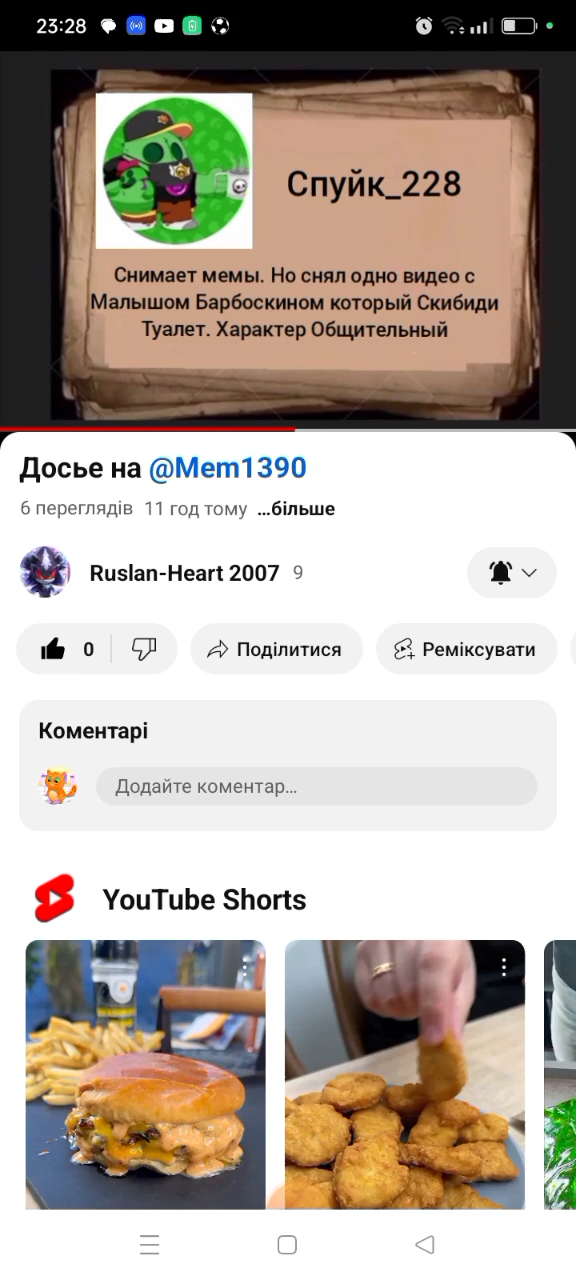 23:28
Спуйк_228
Снимает мемы. Но снял одно видео с
Малышом Барбоскином который Скибиди
Туалет. Характер Общительный
Досье на @Mem1390
6 переглядів 11 год тому ...більше
Ruslan-Heart 2007 9
0 Поділитися Реміксувати
Коментарі
Додайте коментар...
YouTube Shorts